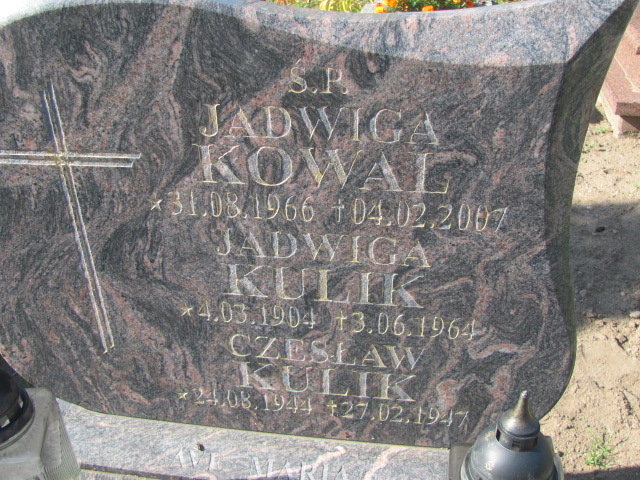 Ś.P.
JADWIGA
KOWAL
*31.08.1966 †04.02.2007
JADWIGA
KULIK
*4.03.1904 †3.06.1964
CZESŁAW
KULIK
*24.08.1944 †27.02.1947
AVE MARIA